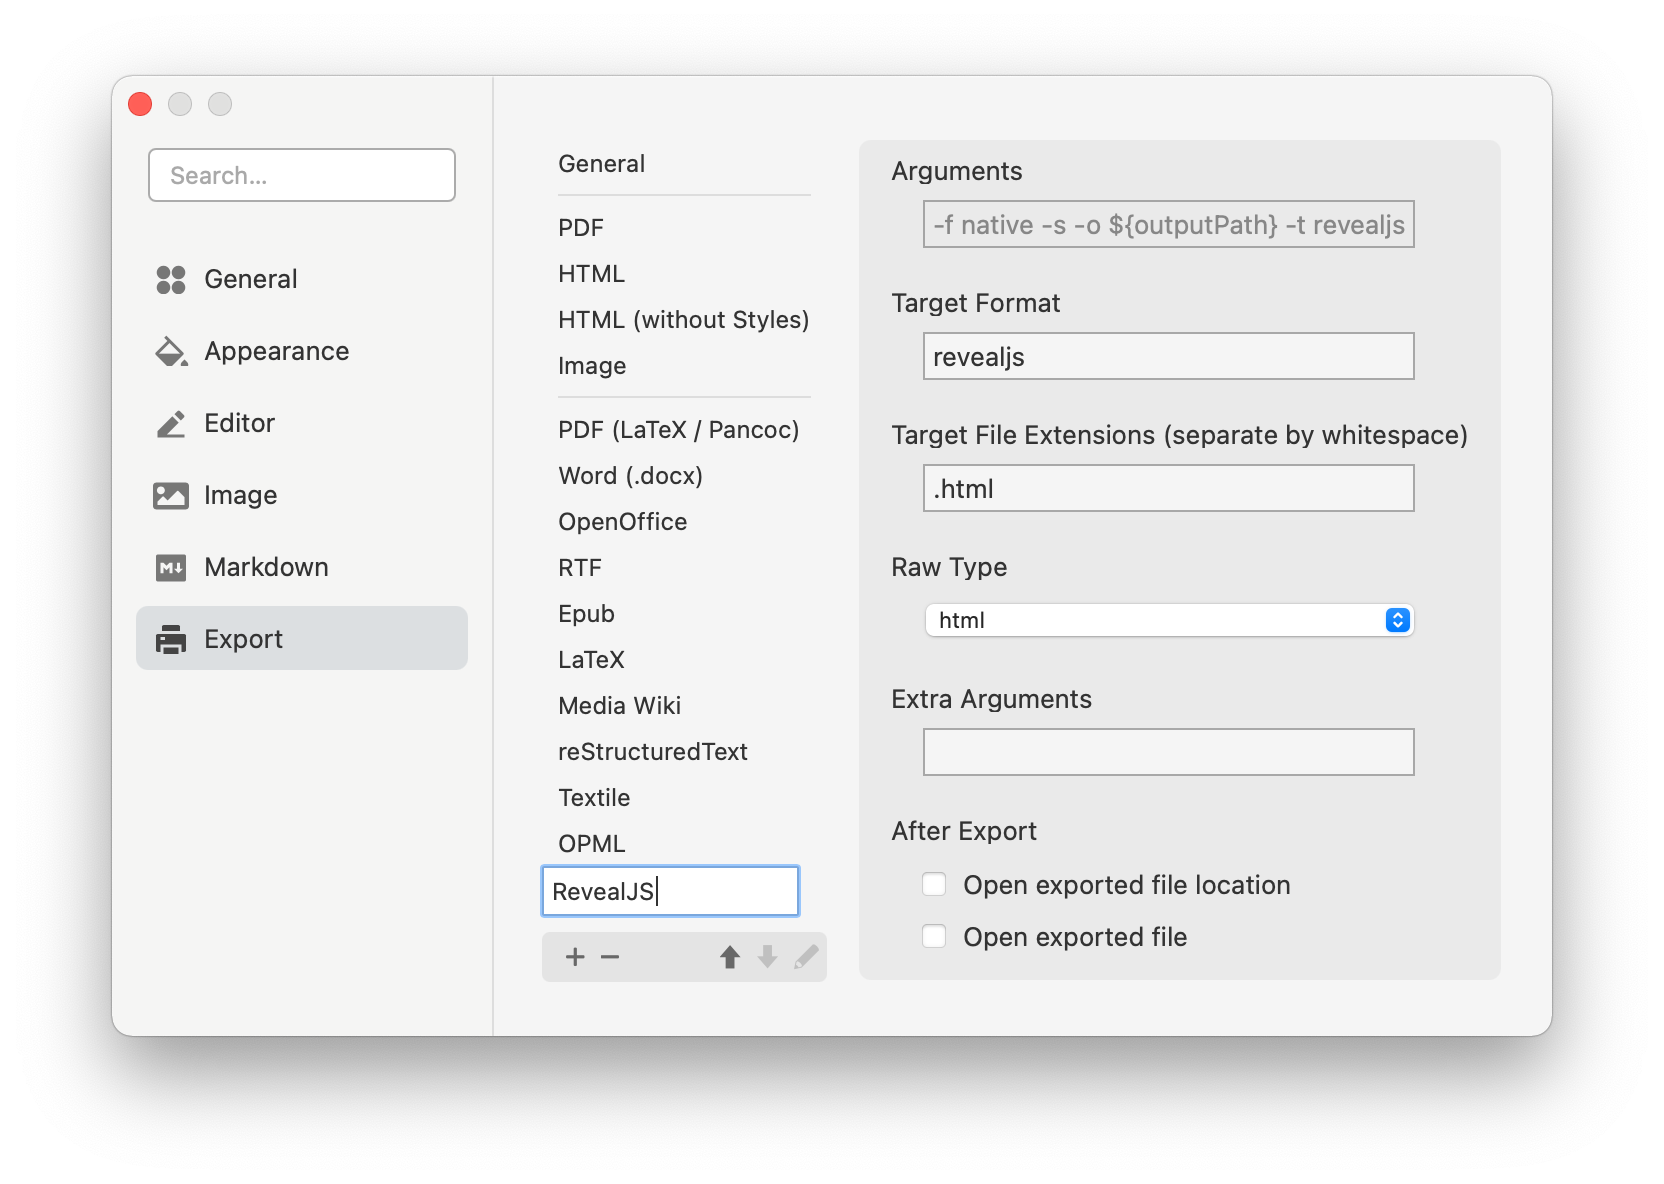 Search...
General
Appearance
Editor
Image
M↓
Markdown
Export
General
PDF
HTML
HTML (without Styles)
Image
PDF (LaTeX / Pancoc)
Word (.docx)
OpenOffice
RTF
Epub
LaTeX
Media Wiki
reStructuredText
Textile
OPML
RevealJS
Arguments
-f native -s -o ${outputPath} -t revealjs
Target Format
revealjs
Target File Extensions (separate by whitespace)
.html
Raw Type
html
Extra Arguments
After Export
Open exported file location
Open exported file